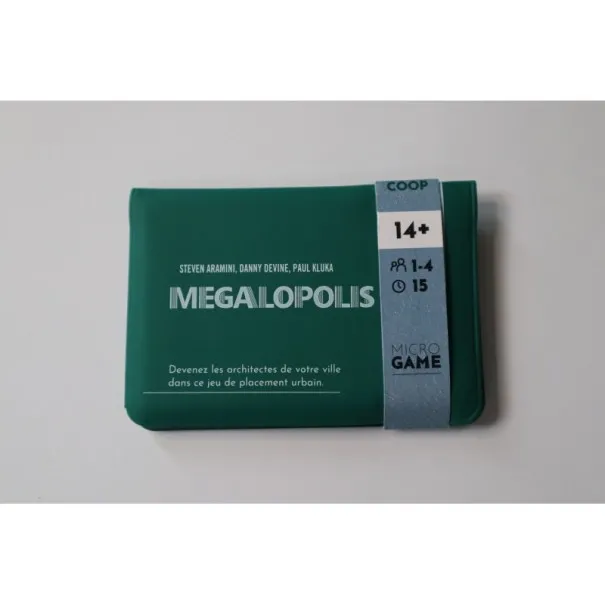 STEVEN ARAMINI, DANNY DEVINE, PAUL KLUKA
MEGALOPOLIS
Devenez les architectes de votre ville
dans ce jeu de placement urbain.
COOP
14+
1-4
15
MICRO
GAME